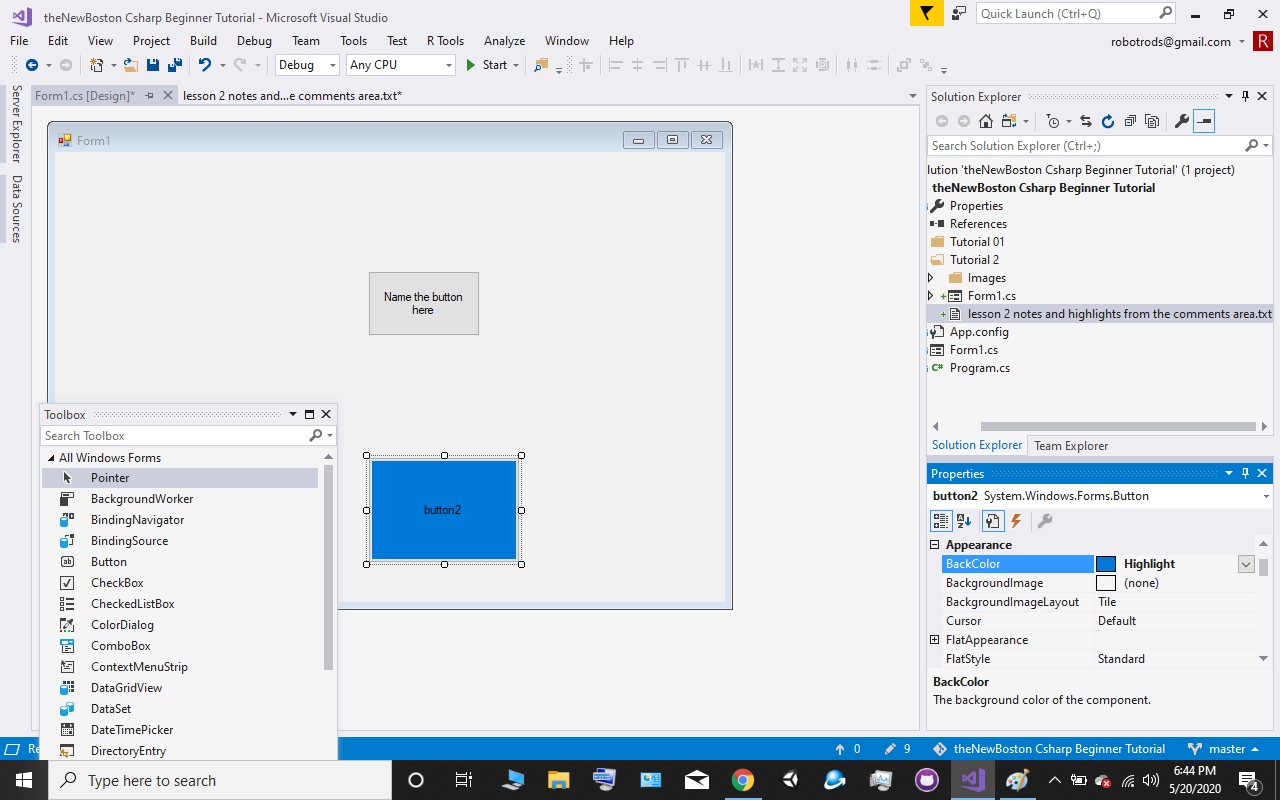 theNewBoston Csharp Beginner Tutorial - Microsoft Visual Studio
Quick Launch (Ctrl+Q)
File Edit View Project Build Debug Team Tools Test R Tools Analyze Window Help
robotrods@gmail.com R
Debug Any CPU Start
Server Explorer
Data Sources
Form1.cs [Design]* lesson 2 notes and...e comments area.txt*
Form1
Name the button
here
button2
Toolbox
Search Toolbox
All Windows Forms
Pointer
BackgroundWorker
BindingNavigator
BindingSource
Button
CheckBox
CheckedListBox
ColorDialog
ComboBox
ContextMenuStrip
DataGridView
DataSet
DateTimePicker
DirectoryEntry
Solution Explorer
Search Solution Explorer (Ctrl+;)
lution 'theNewBoston Csharp Beginner Tutorial' (1 project)
theNewBoston Csharp Beginner Tutorial
Properties
References
Tutorial 01
Tutorial 2
Images
Form1.cs
lesson 2 notes and highlights from the comments area.txt
App.config
Form1.cs
C# Program.cs
Solution Explorer Team Explorer
Properties
button2 System.Windows.Forms.Button
Appearance
BackColor Highlight
BackgroundImage (none)
BackgroundImageLayout Tile
Cursor Default
FlatAppearance
FlatStyle Standard
BackColor
The background color of the component.
Re 0 9 theNewBoston Csharp Beginner Tutorial master
Type here to search
6:44 PM
5/20/2020
4